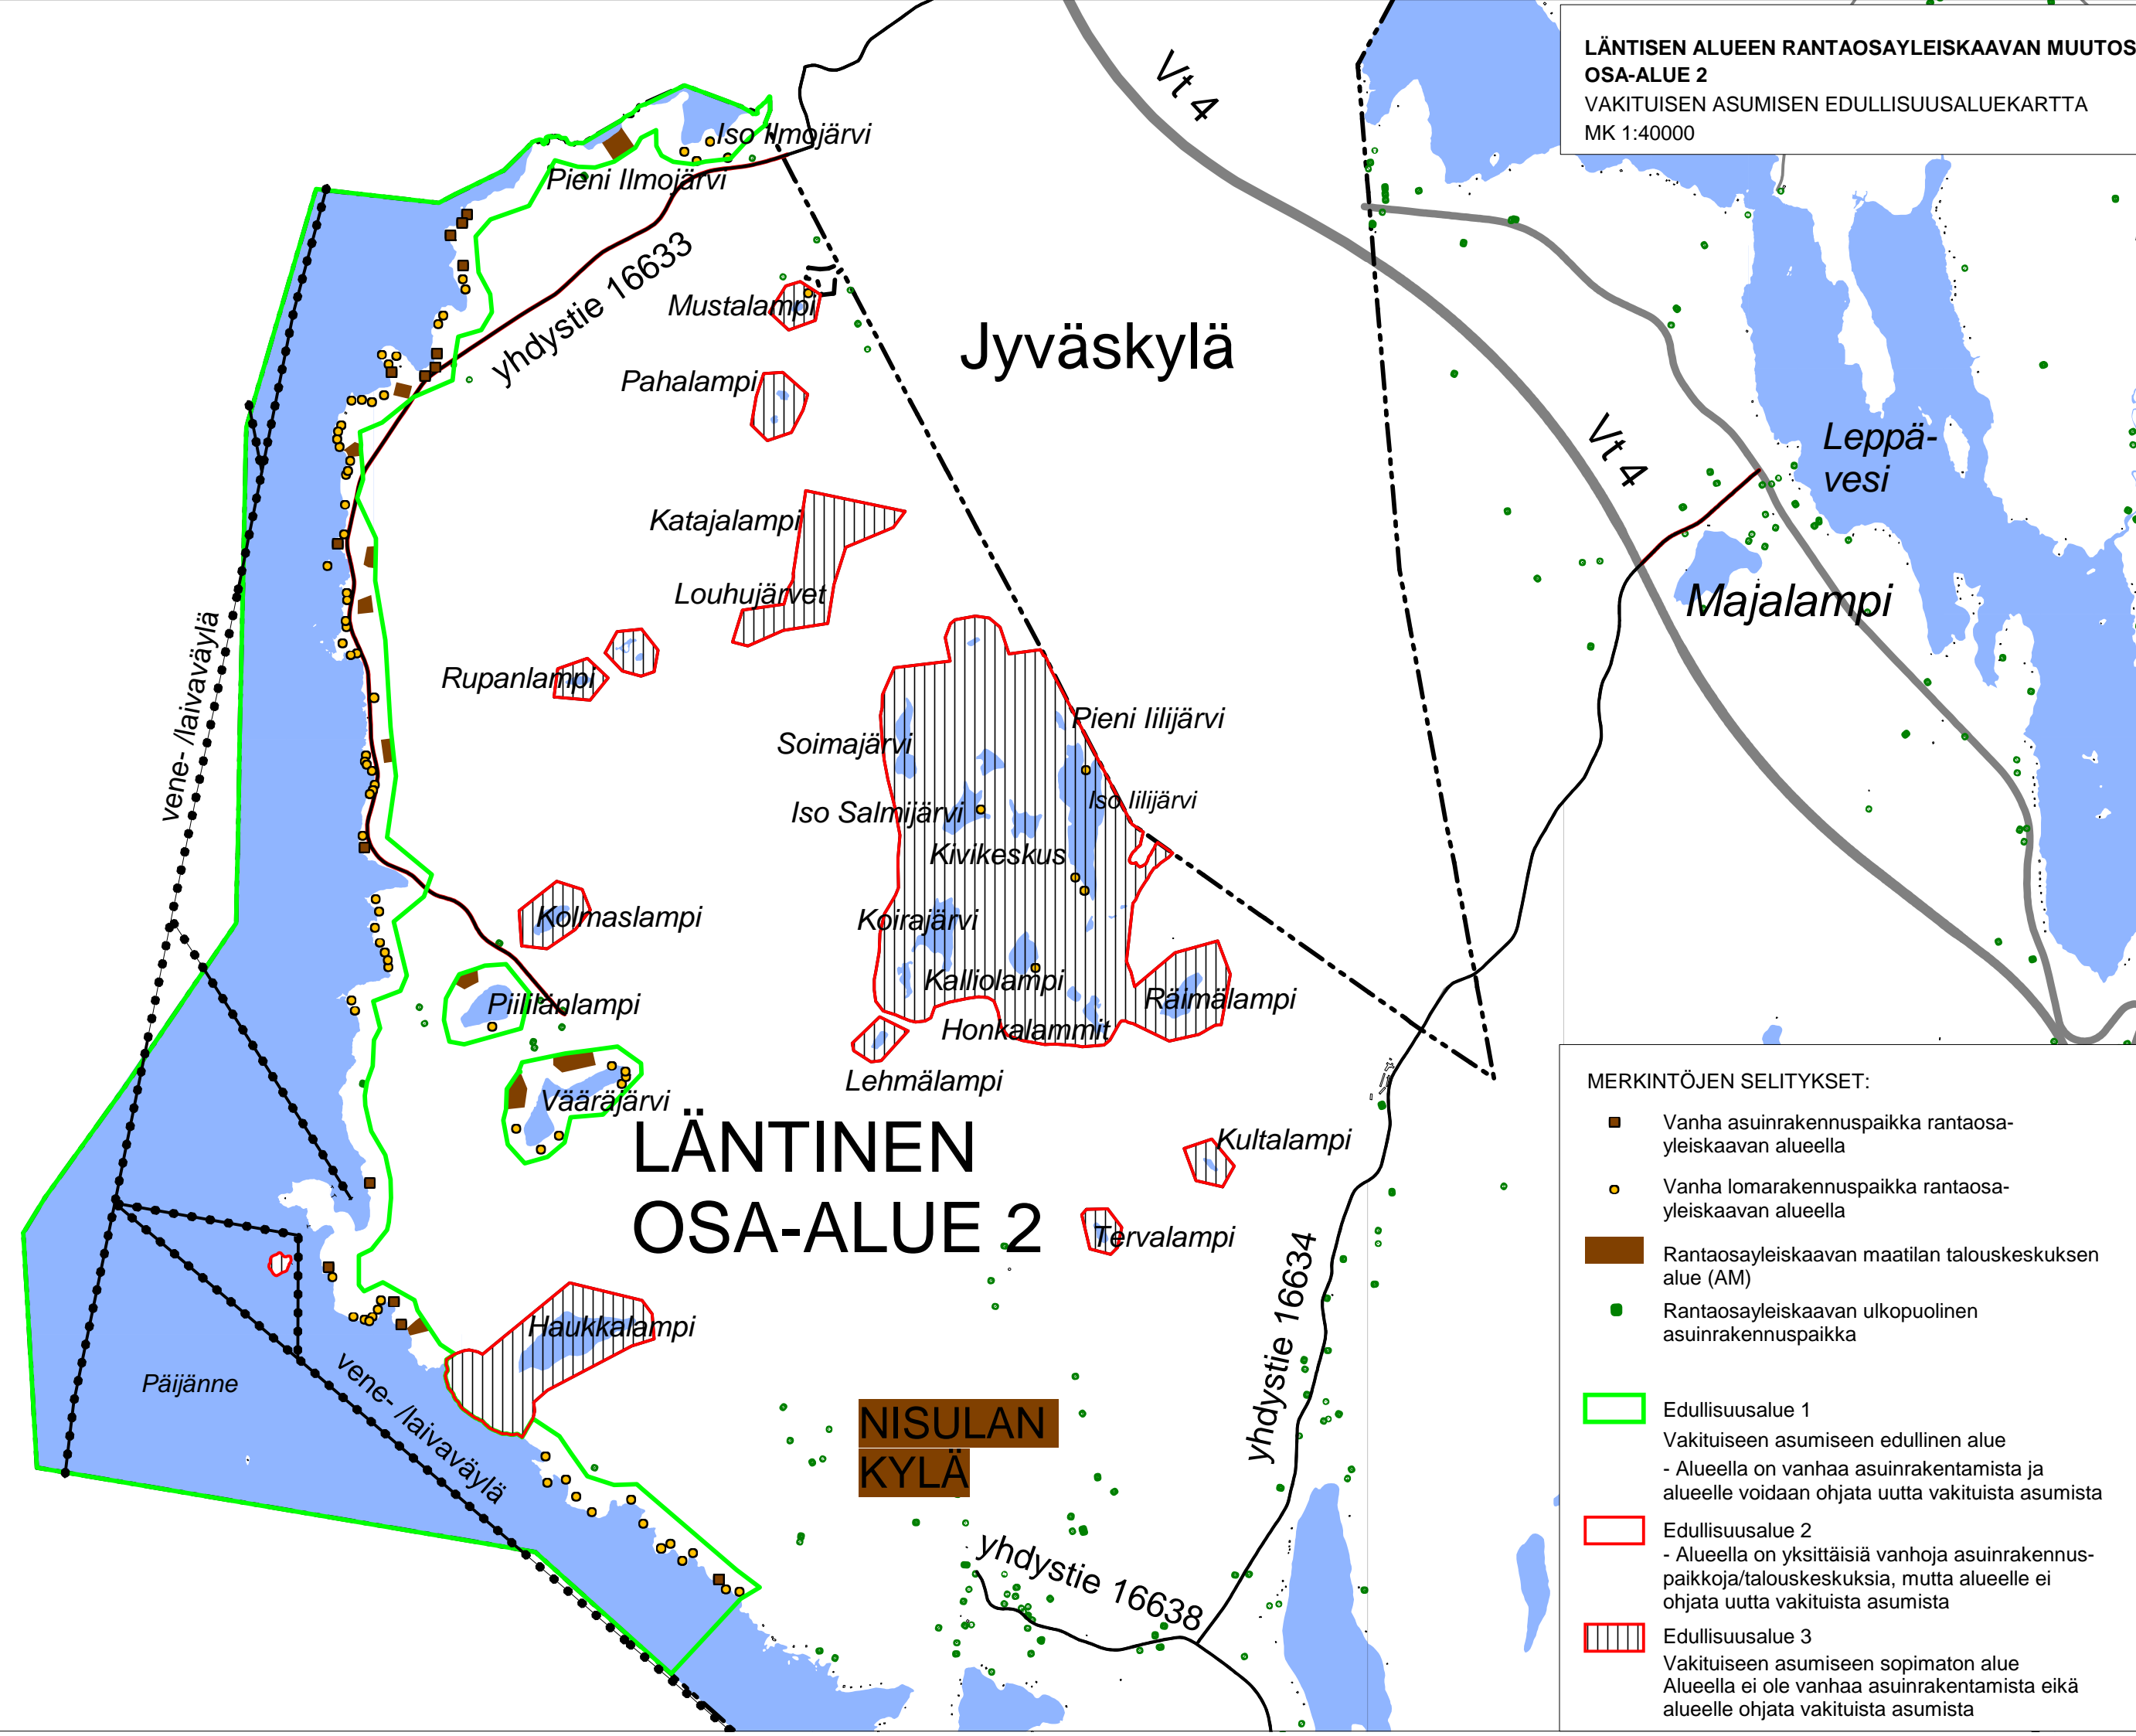 LÄNTISEN ALUEEN RANTAOSAYLEISKAAVAN MUUTOS
OSA-ALUE 2
VAKITUISEN ASUMISEN EDULLISUUSALUEKARTTA
MK 1:40000
Vt 4
Iso Ilmojärvi
Pieni Ilmojärvi
yhdystie 16633
Mustalampi
Jyväskylä
Pahalampi
Vt 4
Leppä-
vesi
Katajalampi
Louhujärvet
Majalampi
vene- /laivaväylä
Rupanlampi
Pieni Iilijärvi
Soimajärvi
Iso Iilijärvi
Iso Salmijärvi
Kivikeskus
Kolmaslampi
Koirajärvi
Kalliolampi
Piililänlampi
Räimälampi
Honkalammit
Lehmälampi
Vääräjärvi
LÄNTINEN
OSA-ALUE 2
Kultalampi
Tervalampi
Haukkalampi
yhdystie 16634
Päijänne
vene- /laivaväylä
NISULAN
KYLÄ
yhdystie 16638
MERKINTÖJEN SELITYKSET:
Vanha asuinrakennuspaikka rantaosa-
yleiskaavan alueella
Vanha lomarakennuspaikka rantaosa-
yleiskaavan alueella
Rantaosayleiskaavan maatilan talouskeskuksen
alue (AM)
Rantaosayleiskaavan ulkopuolinen
asuinrakennuspaikka
Edullisuusalue 1
Vakituiseen asumiseen edullinen alue
- Alueella on vanhaa asuinrakentamista ja
alueelle voidaan ohjata uutta vakituista asumista
Edullisuusalue 2
- Alueella on yksittäisiä vanhoja asuinrakennus-
paikkoja/talouskeskuksia, mutta alueelle ei
ohjata uutta vakituista asumista
Edullisuusalue 3
Vakituiseen asumiseen sopimaton alue
Alueella ei ole vanhaa asuinrakentamista eikä
alueelle ohjata vakituista asumista